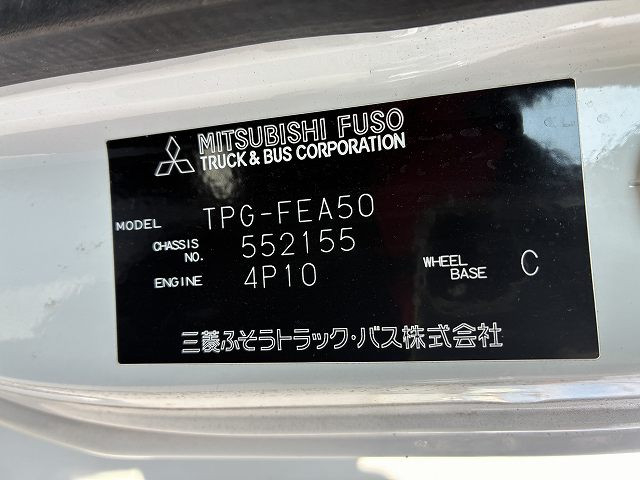 MITSUBISHI FUSO
TRUCK & BUS CORPORATION
MODEL TPG-FEA50
CHASSIS NO. 552155
ENGINE 4P10
WHEEL BASE C
三菱ふそうトラック・バス株式会社